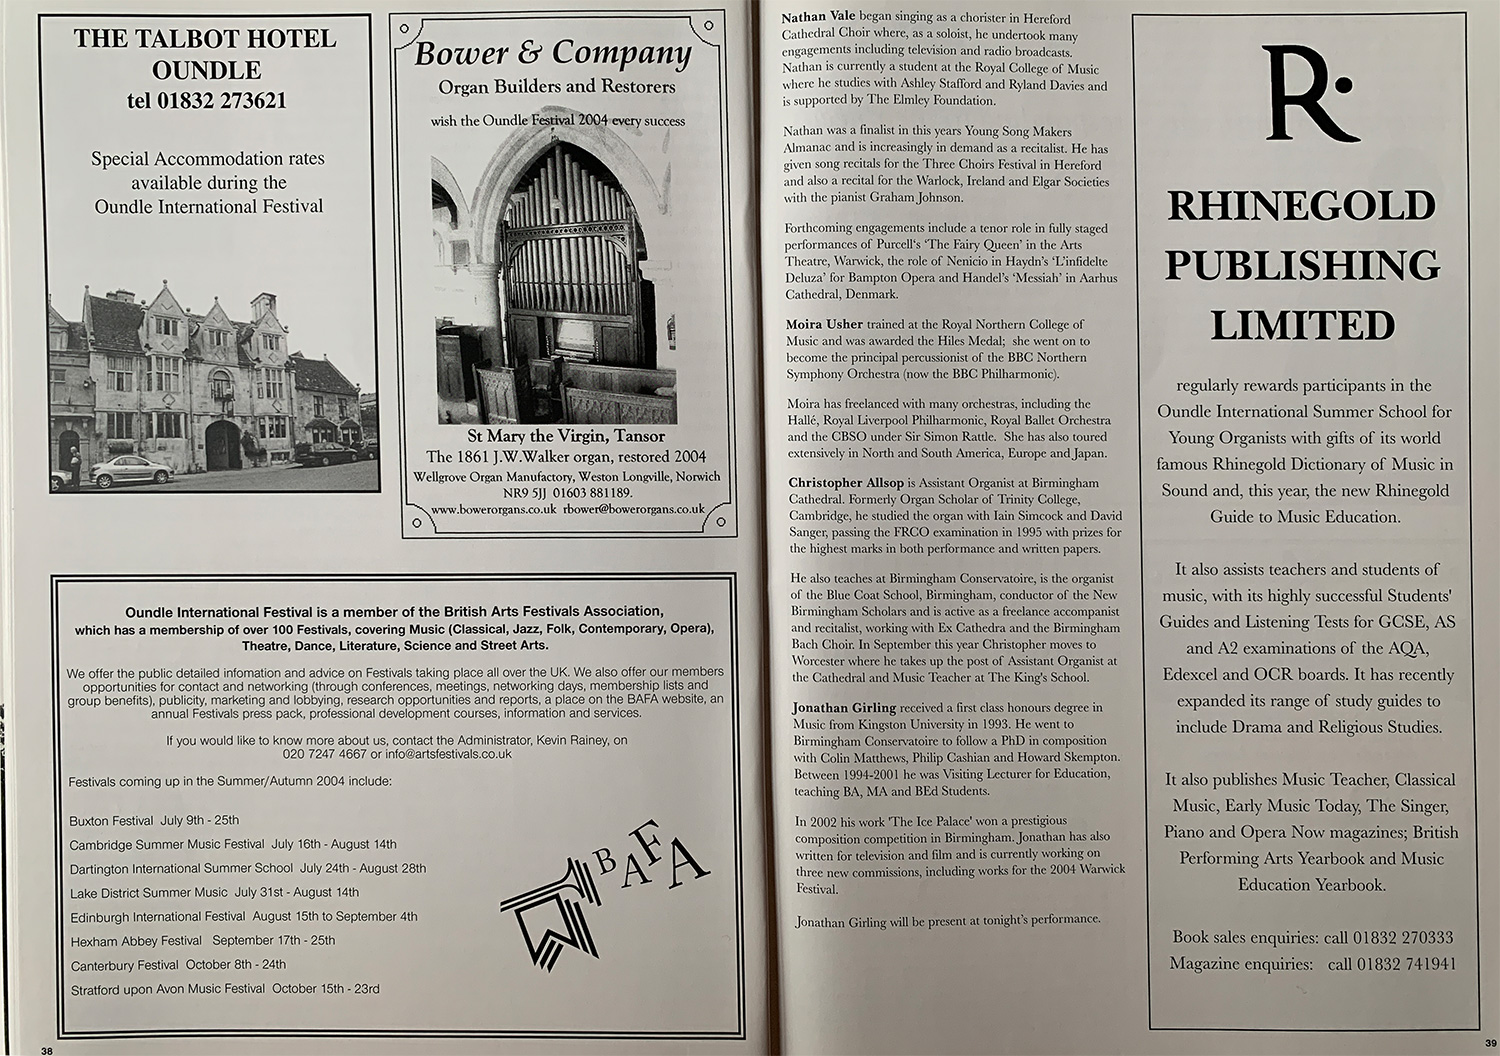 THE TALBOT HOTEL
OUNDLE
tel 01832 273621
Special Accommodation rates
available during the
Oundle International Festival
Bower & Company
Organ Builders and Restorers
wish the Oundle Festival 2004 every success
St Mary the Virgin, Tansor
The 1861 J.W.Walker organ, restored 2004
Wellgrove Organ Manufactory, Weston Longville, Norwich
NR9 5JJ 01603 881189.
www.bowerorgans.co.uk rbower@bowerorgans.co.uk
Oundle International Festival is a member of the British Arts Festivals Association,
which has a membership of over 100 Festivals, covering Music (Classical, Jazz, Folk, Contemporary, Opera),
Theatre, Dance, Literature, Science and Street Arts.
We offer the public detailed infomation and advice on Festivals taking place all over the UK. We also offer our members
opportunities for contact and networking (through conferences, meetings, networking days, membership lists and
group benefits), publicity, marketing and lobbying, research opportunities and reports, a place on the BAFA website, an
annual Festivals press pack, professional development courses, information and services.
If you would like to know more about us, contact the Administrator, Kevin Rainey, on
020 7247 4667 or info@artsfestivals.co.uk
Festivals coming up in the Summer/Autumn 2004 include:
Buxton Festival July 9th - 25th
Cambridge Summer Music Festival July 16th - August 14th
Dartington International Summer School July 24th - August 28th
Lake District Summer Music July 31st - August 14th
Edinburgh International Festival August 15th to September 4th
Hexham Abbey Festival September 17th - 25th
Canterbury Festival October 8th - 24th
Stratford upon Avon Music Festival October 15th - 23rd
BAFA
38
Nathan Vale began singing as a chorister in Hereford
Cathedral Choir where, as a soloist, he undertook many
engagements including television and radio broadcasts.
Nathan is currently a student at the Royal College of Music
where he studies with Ashley Stafford and Ryland Davies and
is supported by The Elmley Foundation.
Nathan was a finalist in this years Young Song Makers
Almanac and is increasingly in demand as a recitalist. He has
given song recitals for the Three Choirs Festival in Hereford
and also a recital for the Warlock, Ireland and Elgar Societies
with the pianist Graham Johnson.
Forthcoming engagements include a tenor role in fully staged
performances of Purcell's 'The Fairy Queen' in the Arts
Theatre, Warwick, the role of Nenicio in Haydn's 'L'infidelte
Deluza' for Bampton Opera and Handel's 'Messiah' in Aarhus
Cathedral, Denmark.
Moira Usher trained at the Royal Northern College of
Music and was awarded the Hiles Medal; she went on to
become the principal percussionist of the BBC Northern
Symphony Orchestra (now the BBC Philharmonic).
Moira has freelanced with many orchestras, including the
Hallé, Royal Liverpool Philharmonic, Royal Ballet Orchestra
and the CBSO under Sir Simon Rattle. She has also toured
extensively in North and South America, Europe and Japan.
Christopher Allsop is Assistant Organist at Birmingham
Cathedral. Formerly Organ Scholar of Trinity College,
Cambridge, he studied the organ with Iain Simcock and David
Sanger, passing the FRCO examination in 1995 with prizes for
the highest marks in both performance and written papers.
He also teaches at Birmingham Conservatoire, is the organist
of the Blue Coat School, Birmingham, conductor of the New
Birmingham Scholars and is active as a freelance accompanist
and recitalist, working with Ex Cathedra and the Birmingham
Bach Choir. In September this year Christopher moves to
Worcester where he takes up the post of Assistant Organist at
the Cathedral and Music Teacher at The King's School.
Jonathan Girling received a first class honours degree in
Music from Kingston University in 1993. He went to
Birmingham Conservatoire to follow a PhD in composition
with Colin Matthews, Philip Cashian and Howard Skempton.
Between 1994-2001 he was Visiting Lecturer for Education,
teaching BA, MA and BEd Students.
In 2002 his work 'The Ice Palace' won a prestigious
composition competition in Birmingham. Jonathan has also
written for television and film and is currently working on
three new commissions, including works for the 2004 Warwick
Festival.
Jonathan Girling will be present at tonight's performance.
R
RHINEGOLD
PUBLISHING
LIMITED
regularly rewards participants in the
Oundle International Summer School for
Young Organists with gifts of its world
famous Rhinegold Dictionary of Music in
Sound and, this year, the new Rhinegold
Guide to Music Education.
It also assists teachers and students of
music, with its highly successful Students'
Guides and Listening Tests for GCSE, AS
and A2 examinations of the AQA,
Edexcel and OCR boards. It has recently
expanded its range of study guides to
include Drama and Religious Studies.
It also publishes Music Teacher, Classical
Music, Early Music Today, The Singer,
Piano and Opera Now magazines; British
Performing Arts Yearbook and Music
Education Yearbook.
Book sales enquiries: call 01832 270333
Magazine enquiries: call 01832 741941
39